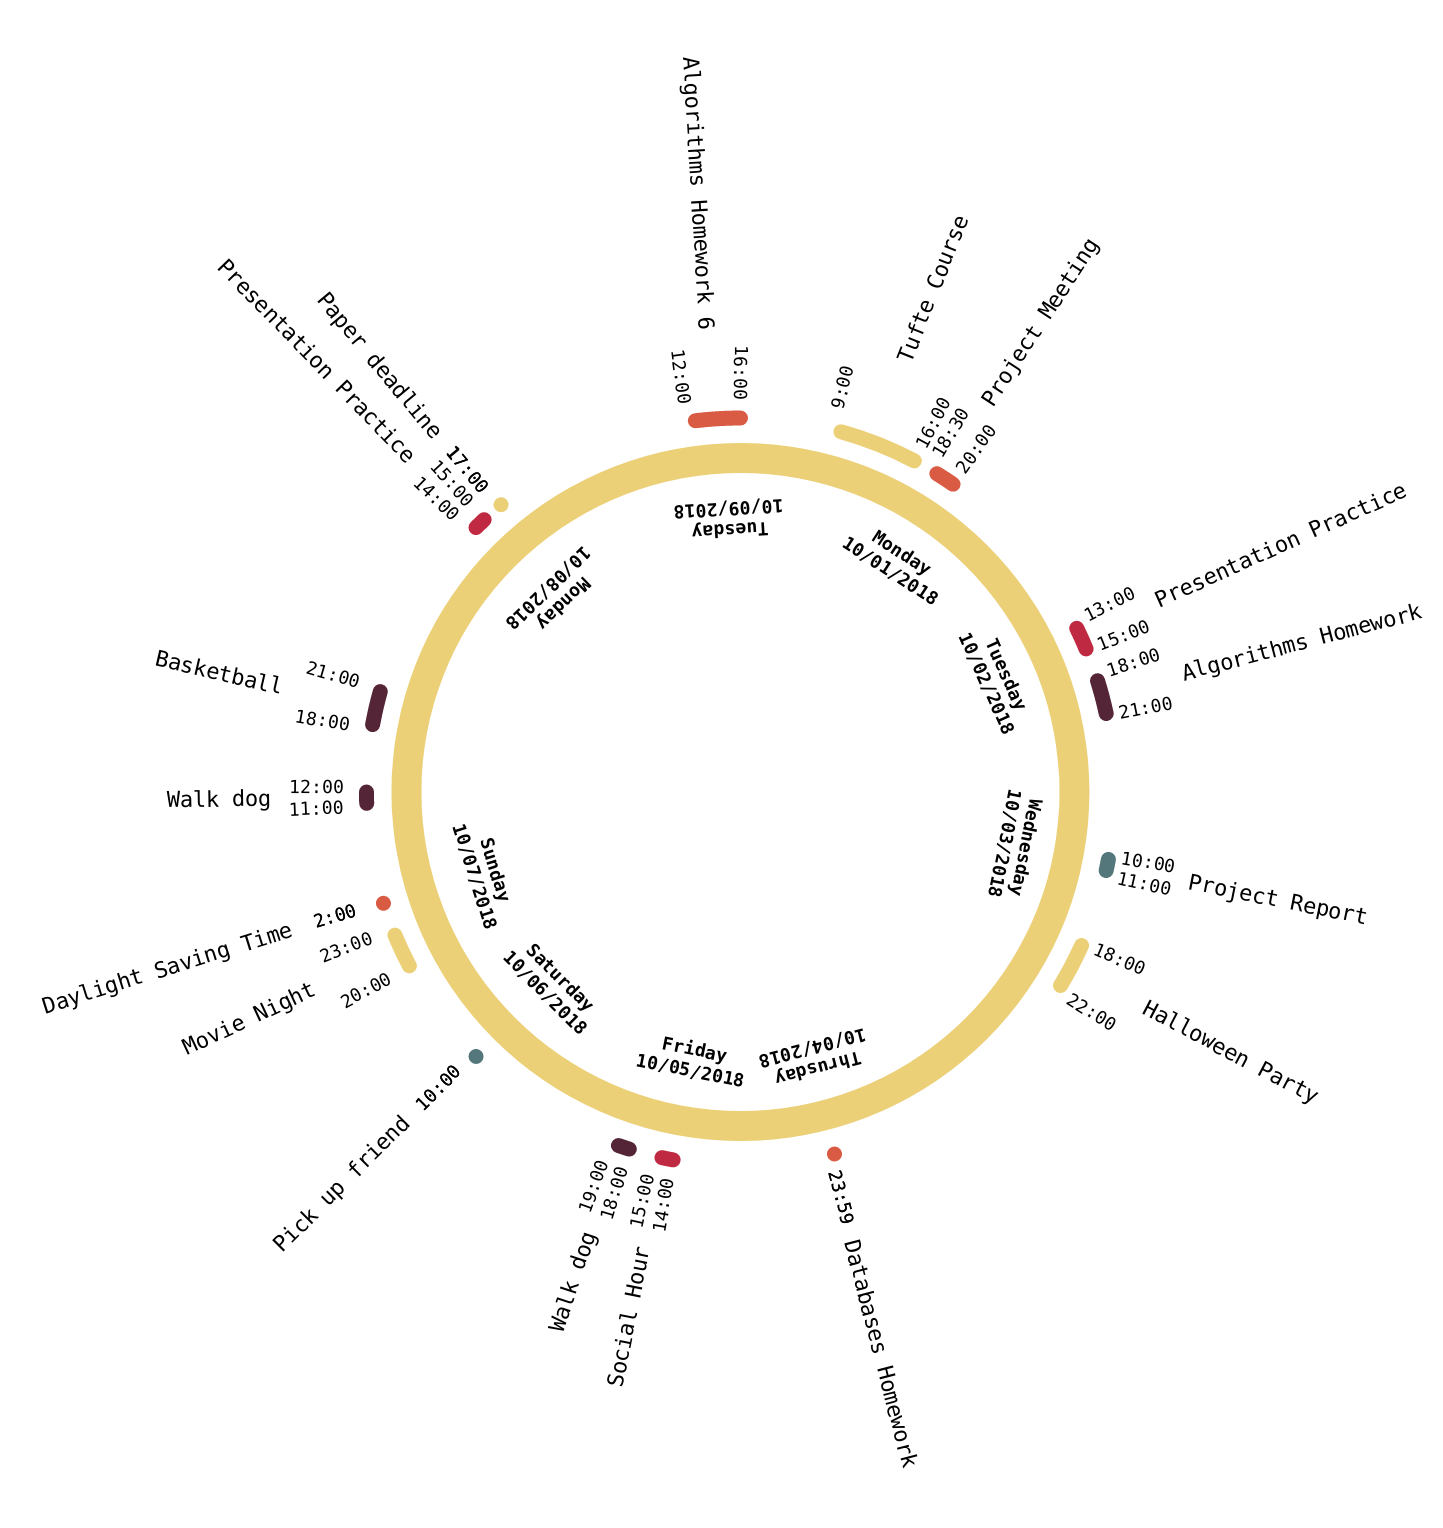 Monday
10/01/2018
9:00
16:00
Tufte Course
18:30
20:00
Project Meeting
Tuesday
10/02/2018
13:00
15:00
Presentation Practice
18:00
21:00
Algorithms Homework
Wednesday
10/03/2018
10:00
11:00
Project Report
18:00
22:00
Halloween Party
Thrusday
10/04/2018
23:59
Databases Homework
Friday
10/05/2018
14:00
15:00
Social Hour
18:00
19:00
Walk dog
Saturday
10/06/2018
10:00
Pick up friend
20:00
23:00
Movie Night
Sunday
10/07/2018
2:00
Daylight Saving Time
11:00
12:00
Walk dog
18:00
21:00
Basketball
Monday
10/08/2018
14:00
15:00
Presentation Practice
17:00
Paper deadline
Tuesday
10/09/2018
12:00
16:00
Algorithms Homework 6